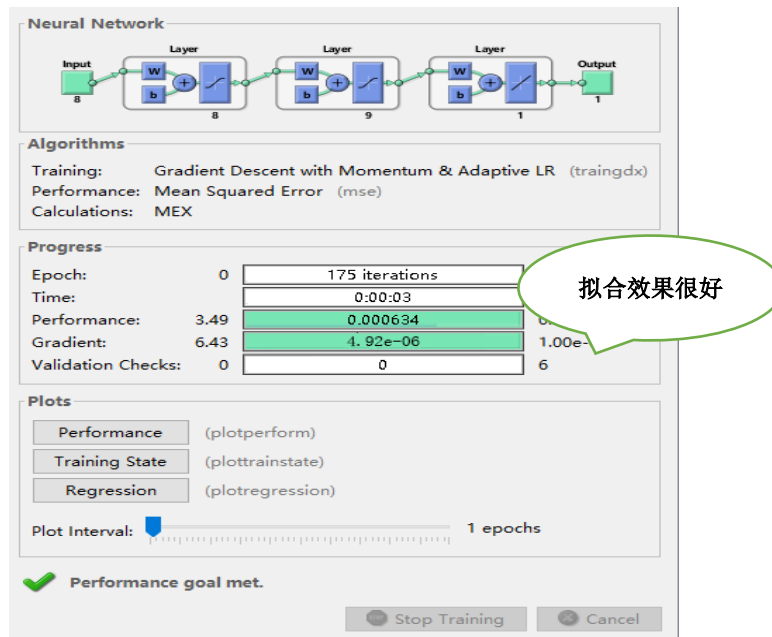 Neural Network
Layer Layer Layer
Input Output
W W W
b b b
8 8 9 1 1
Algorithms
Training: Gradient Descent with Momentum & Adaptive LR (traingdx)
Performance: Mean Squared Error (mse)
Calculations: MEX
Progress
Epoch: 0 175 iterations
Time: 0:00:03
Performance: 3.49 0.000634
Gradient: 6.43 4.92e-06 1.00e-
Validation Checks: 0 0 6
拟合效果很好
Plots
Performance (plotperform)
Training State (plottrainstate)
Regression (plotregression)
Plot Interval: 1 epochs
Performance goal met.
Stop Training Cancel